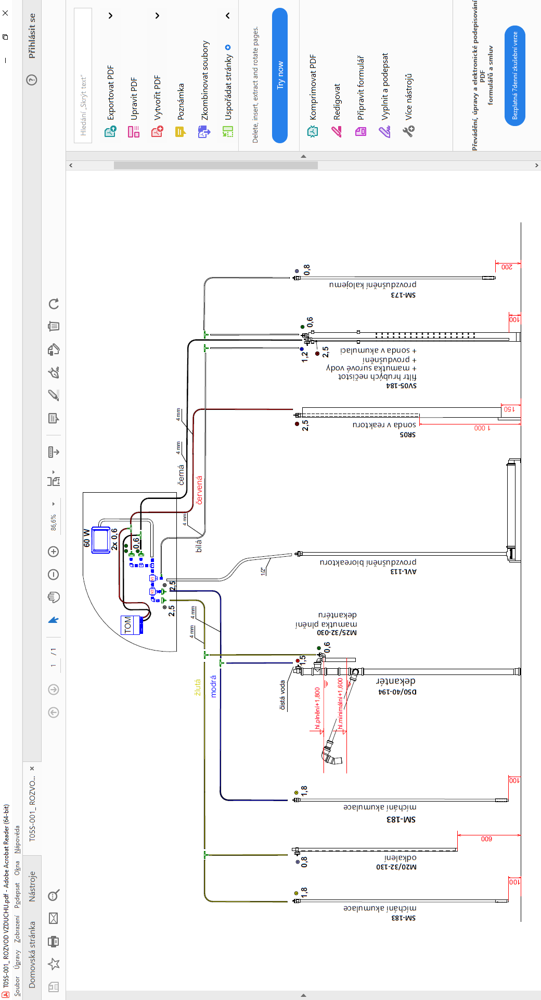 T05S-001_ ROZVOD VZDUCHU.pdf - Adobe Acrobat Reader (64-bit)
Soubor Úpravy Zobrazení Podepsat Okna Nápověda
Domovská stránka Nástroje T05S-001_ ROZVO... × Přihlásit se
1 / 1 86,6%
Hledání „Skrýt text"
Exportovat PDF
Upravit PDF
Vytvořit PDF
Poznámka
Zkombinovat soubory
Uspořádat stránky
Delete, insert, extract and rotate pages.
Try now
Komprimovat PDF
Redigovat
Připravit formulář
Vyplnit a podepsat
Více nástrojů
Převádění, úpravy a elektronické podepisování
PDF
formulářů a smluv
Bezplatná 7denní zkušební verze
60 W
2x 0,6
0,6
TOM
V2
V1
2,5
2,5
4 mm
4 mm
4 mm
4 mm
4 mm
černá
červená
bílá
žlutá
modrá
1/2"
1,8
míchání akumulace
SM-183
100
0,8
odkalení
M20/32-130
600
1,8
míchání akumulace
SM-183
100
čistá voda
1,5
0,6
hl.plnění+1,800
hl.minimální+1,600
dekantér
D50/40-194
dekantéru
mamutka plnění
M25/32-030
provzdušnění bioreaktoru
AVL-113
2,5
sonda v reaktoru
SR05
1 000
150
1,2
2,5
0,6
+ sonda v akumulaci
+ provdušnění
+ mamutka surové vody
filtr hrubých nečistot
SV05-184
100
0,8
provzdušnění kalojemu
SM-173
200